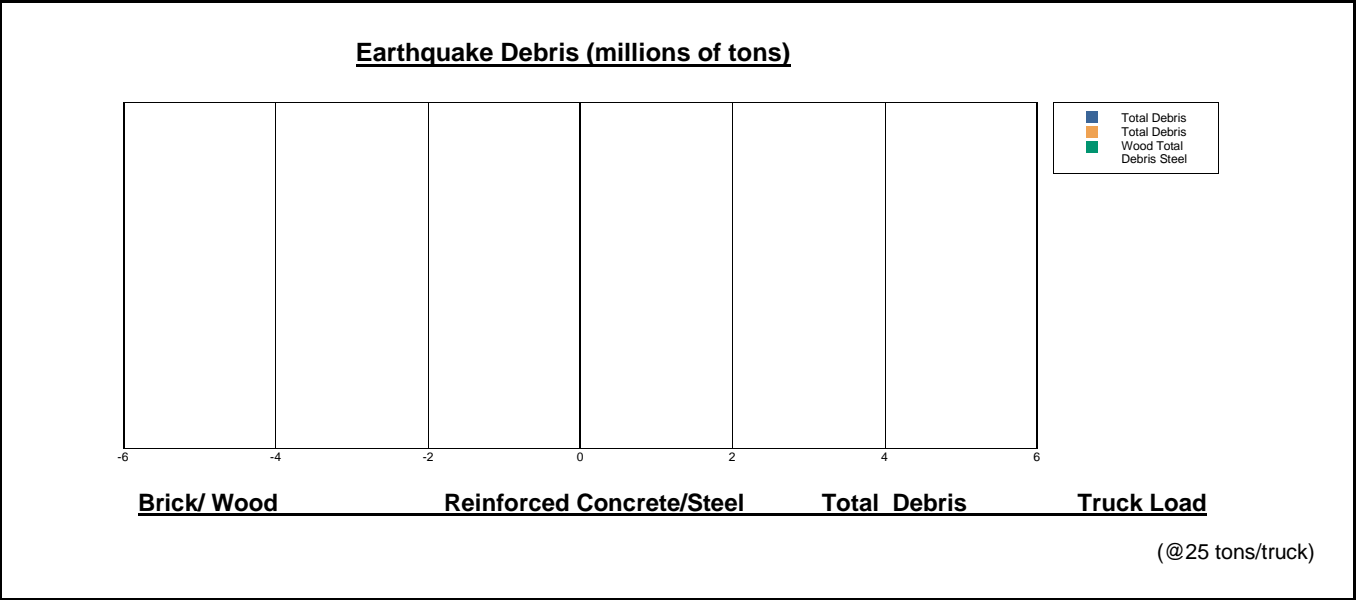 Earthquake Debris (millions of tons)
Total Debris
Total Debris
Wood Total
Debris Steel
-6 -4 -2 0 2 4 6
Brick/ Wood Reinforced Concrete/Steel Total Debris Truck Load
(@25 tons/truck)